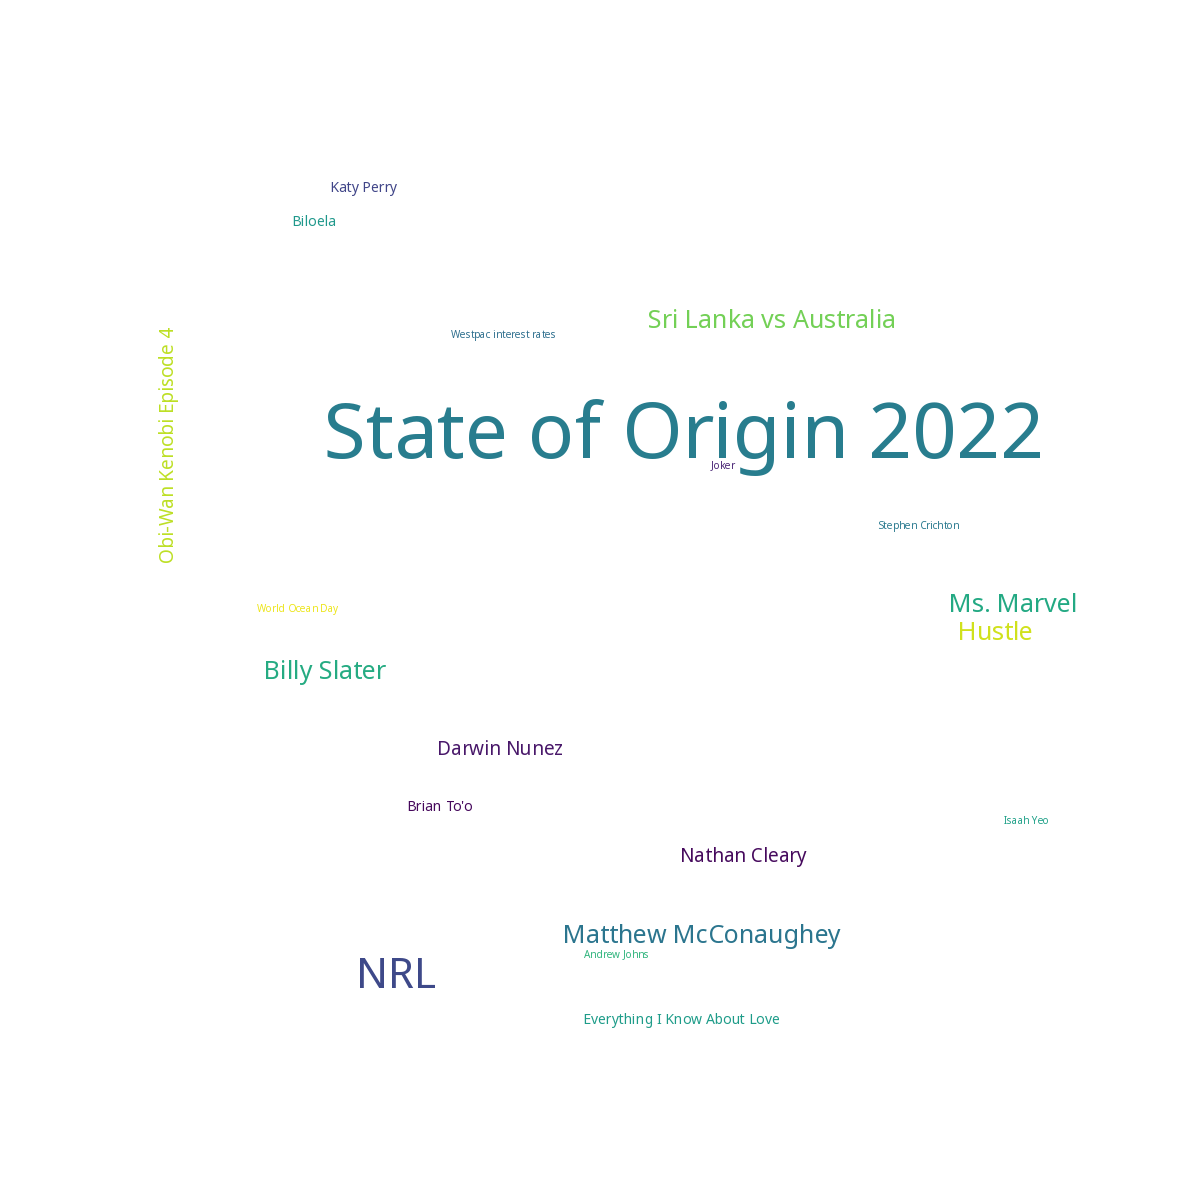 Katy Perry
Biloela
Sri Lanka vs Australia
Westpac interest rates
Obi-Wan Kenobi Episode 4
State of Origin 2022
Joker
Stephen Crichton
Ms. Marvel
World Ocean Day
Hustle
Billy Slater
Darwin Nunez
Brian To'o
Isaah Yeo
Nathan Cleary
Matthew McConaughey
Andrew Johns
NRL
Everything I Know About Love